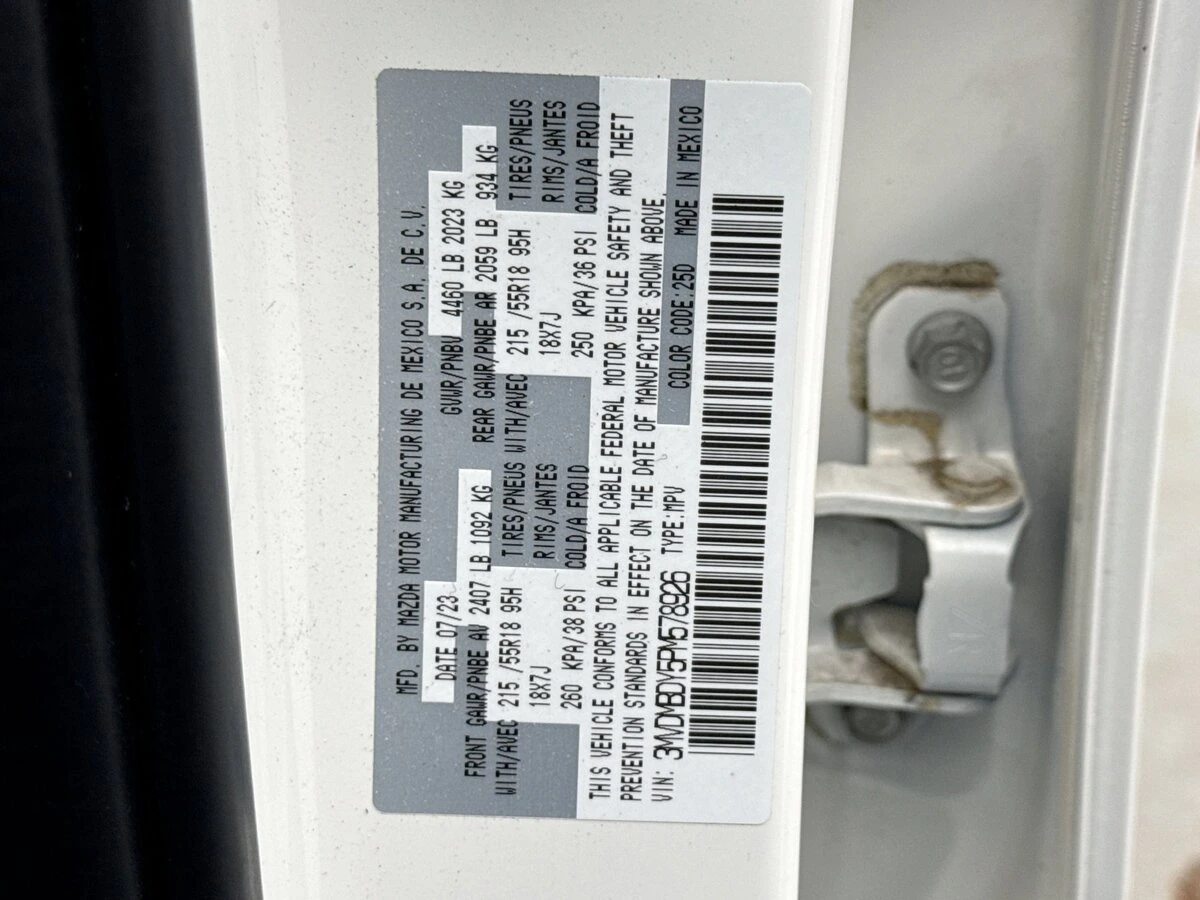 MFD. BY MAZDA MOTOR MANUFACTURING DE MEXICO S.A. DE C.V.
DATE 07/23 GVWR/PNBV 4460 LB 2023 KG
FRONT GAWR/PNBE AV 2407 LB 1092 KG REAR GAWR/PNBE AR 2059 LB 934 KG
WITH/AVEC 215 /55R18 95H TIRES/PNEUS WITH/AVEC 215 /55R18 95H TIRES/PNEUS
18X7J RIMS/JANTES 18X7J RIMS/JANTES
260 KPA/38 PSI COLD/A FROID 250 KPA/36 PSI COLD/A FROID
THIS VEHICLE CONFORMS TO ALL APPLICABLE FEDERAL MOTOR VEHICLE SAFETY AND THEFT
PREVENTION STANDARDS IN EFFECT ON THE DATE OF MANUFACTURE SHOWN ABOVE.
VIN: 3MVDMBDY5PM578926 TYPE:MPV COLOR CODE:25D MADE IN MEXICO